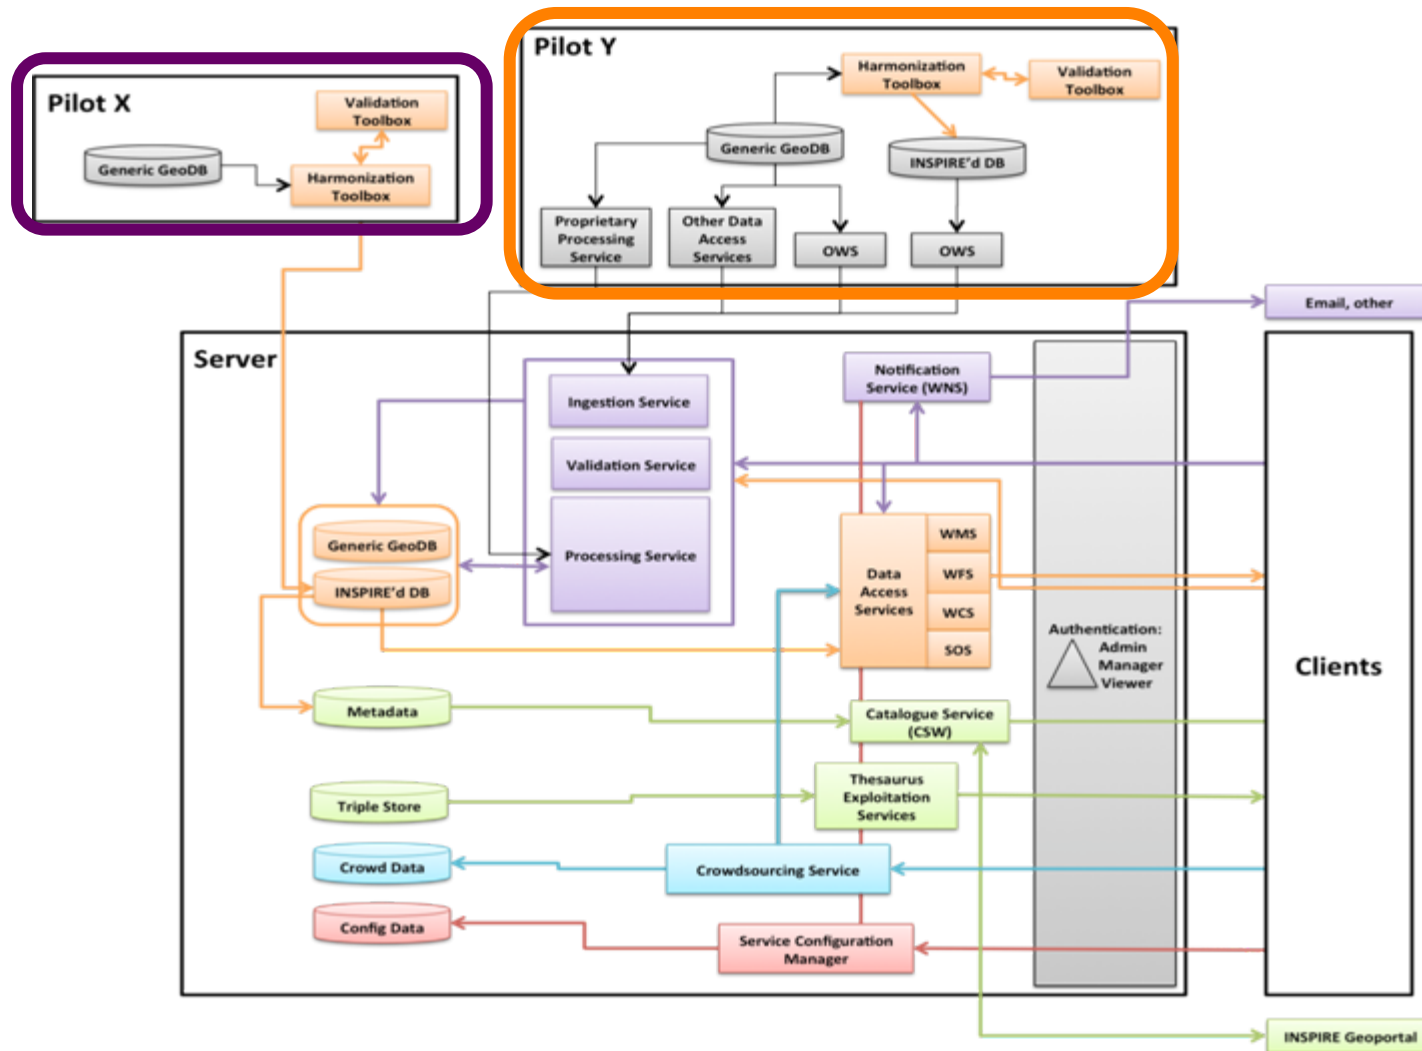 Pilot X
Validation
Toolbox
Generic GeoDB
Harmonization
Toolbox
Pilot Y
Harmonization
Toolbox
Validation
Toolbox
Generic GeoDB
INSPIRE'd DB
Proprietary
Processing
Service
Other Data
Access
Services
OWS
OWS
Email, other
Server
Notification
Service (WNS)
Ingestion Service
Validation Service
Processing Service
Generic GeoDB
INSPIRE'd DB
Data
Access
Services
WMS
WFS
WCS
SOS
Authentication:
Admin
Manager
Viewer
Clients
Metadata
Catalogue Service
(CSW)
Triple Store
Thesaurus
Exploitation
Services
Crowd Data
Crowdsourcing Service
Config Data
Service Configuration
Manager
INSPIRE Geoportal